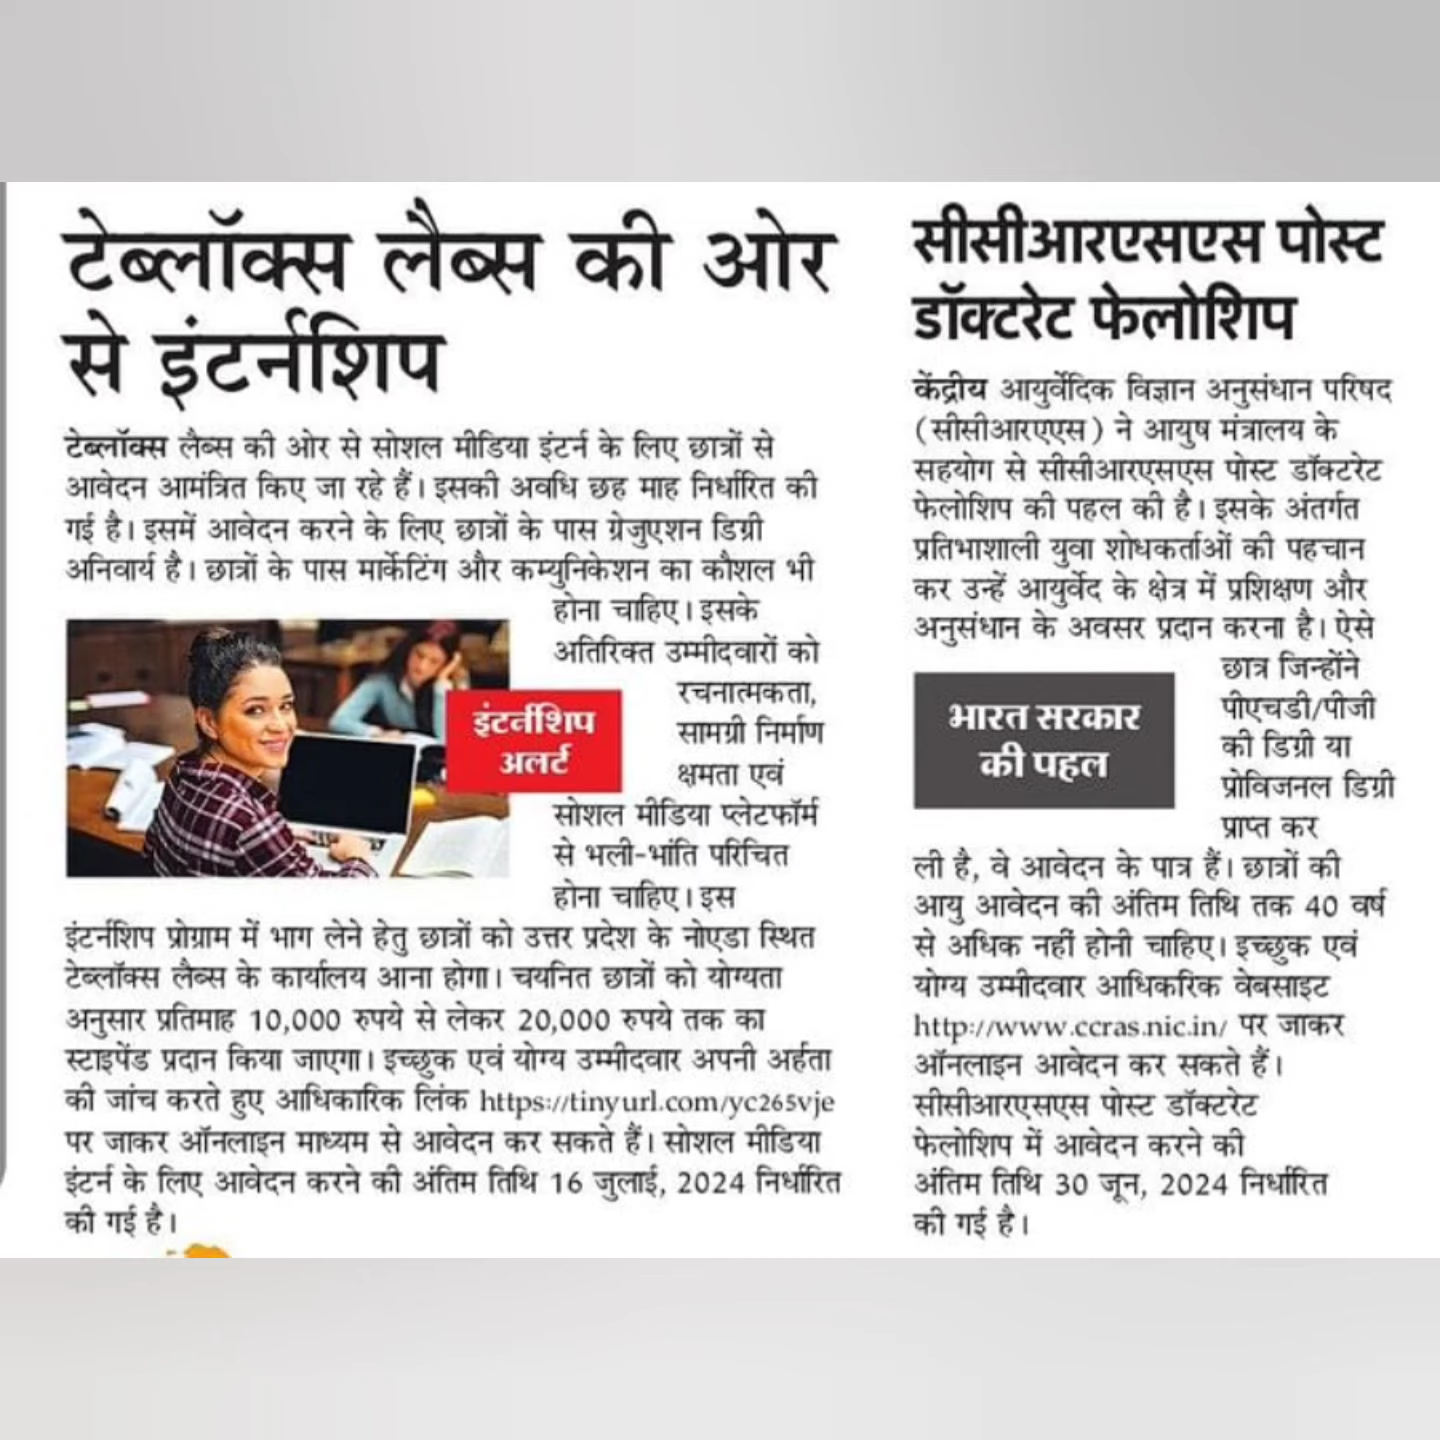 टेब्लॉक्स लैब्स की ओर
से इंटर्नशिप
टेब्लॉक्स लैब्स की ओर से सोशल मीडिया इंटर्न के लिए छात्रों से
आवेदन आमंत्रित किए जा रहे हैं। इसकी अवधि छह माह निर्धारित की
गई है। इसमें आवेदन करने के लिए छात्रों के पास ग्रेजुएशन डिग्री
अनिवार्य है। छात्रों के पास मार्केटिंग और कम्युनिकेशन का कौशल भी
होना चाहिए। इसके
अतिरिक्त उम्मीदवारों को
रचनात्मकता,
सामग्री निर्माण
क्षमता एवं
सोशल मीडिया प्लेटफॉर्म
से भली-भांति परिचित
होना चाहिए। इस
इंटर्नशिप प्रोग्राम में भाग लेने हेतु छात्रों को उत्तर प्रदेश के नोएडा स्थित
टेब्लॉक्स लैब्स के कार्यालय आना होगा। चयनित छात्रों को योग्यता
अनुसार प्रतिमाह 10,000 रुपये से लेकर 20,000 रुपये तक का
स्टाइपेंड प्रदान किया जाएगा। इच्छुक एवं योग्य उम्मीदवार अपनी अर्हता
की जांच करते हुए आधिकारिक लिंक https://tinyurl.com/yc265vje
पर जाकर ऑनलाइन माध्यम से आवेदन कर सकते हैं। सोशल मीडिया
इंटर्न के लिए आवेदन करने की अंतिम तिथि 16 जुलाई, 2024 निर्धारित
की गई है।
इंटर्नशिप
अलर्ट
सीसीआरएसएस पोस्ट
डॉक्टरेट फेलोशिप
केंद्रीय आयुर्वेदिक विज्ञान अनुसंधान परिषद
(सीसीआरएएस) ने आयुष मंत्रालय के
सहयोग से सीसीआरएसएस पोस्ट डॉक्टरेट
फेलोशिप की पहल की है। इसके अंतर्गत
प्रतिभाशाली युवा शोधकर्ताओं की पहचान
कर उन्हें आयुर्वेद के क्षेत्र में प्रशिक्षण और
अनुसंधान के अवसर प्रदान करना है। ऐसे
छात्र जिन्होंने
पीएचडी/पीजी
की डिग्री या
प्रोविजनल डिग्री
प्राप्त कर
ली है, वे आवेदन के पात्र हैं। छात्रों की
आयु आवेदन की अंतिम तिथि तक 40 वर्ष
से अधिक नहीं होनी चाहिए। इच्छुक एवं
योग्य उम्मीदवार आधिकरिक वेबसाइट
http://www.ccras.nic.in/ पर जाकर
ऑनलाइन आवेदन कर सकते हैं।
सीसीआरएसएस पोस्ट डॉक्टरेट
फेलोशिप में आवेदन करने की
अंतिम तिथि 30 जून, 2024 निर्धारित
की गई है।
भारत सरकार
की पहल